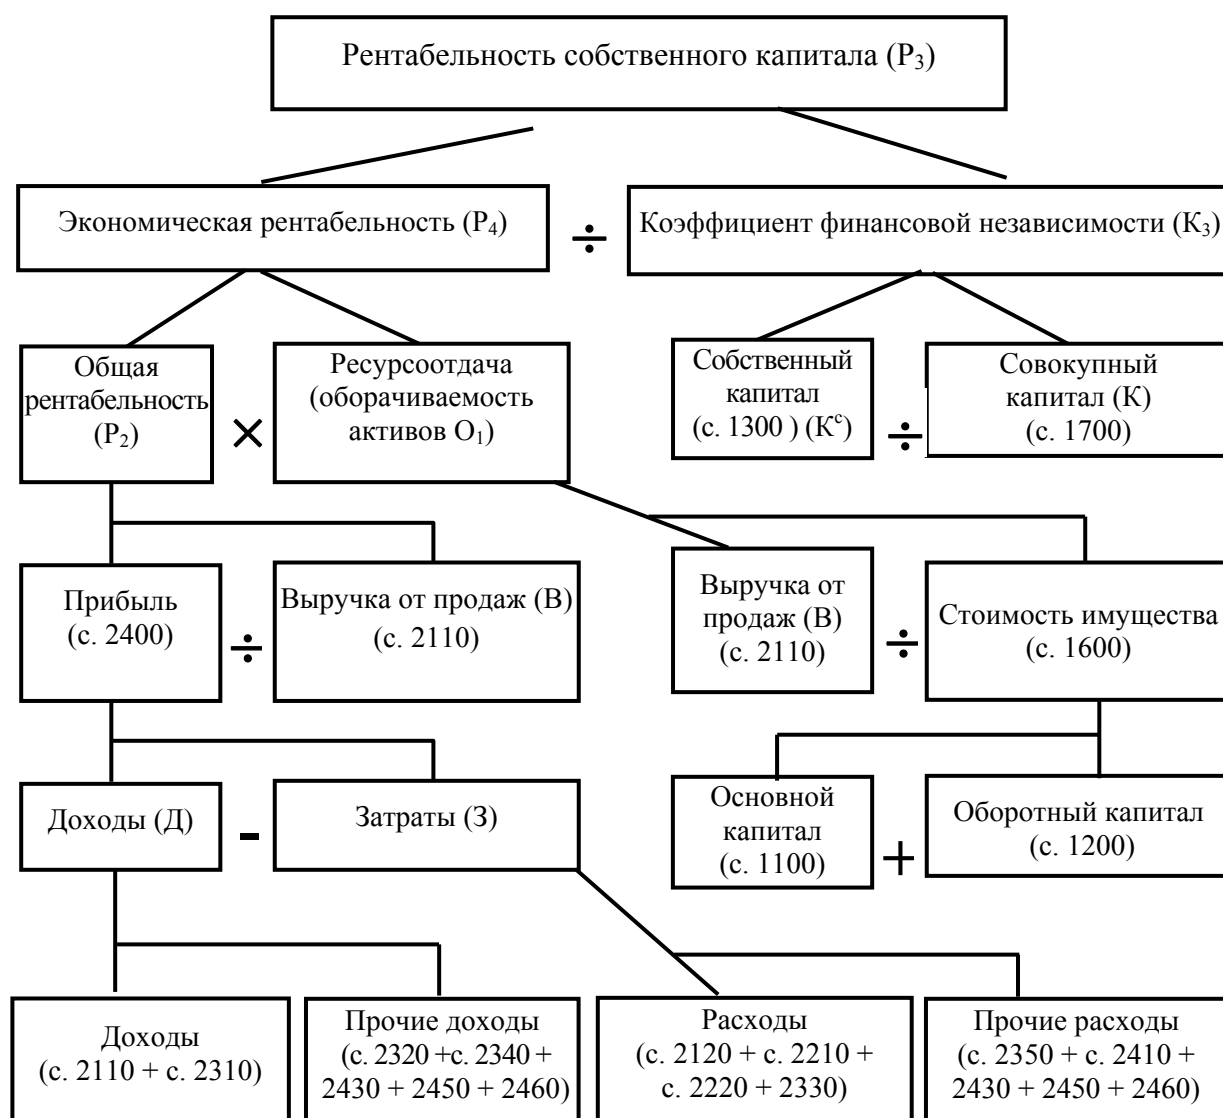 Рентабельность собственного капитала (Р₃)
Экономическая рентабельность (Р₄)
÷
Коэффициент финансовой независимости (К₃)
Общая
рентабельность
(Р₂)
×
Ресурсоотдача
(оборачиваемость
активов О₁)
Собственный
капитал
(с. 1300 ) (Кᶜ)
÷
Совокупный
капитал (К)
(с. 1700)
Прибыль
(с. 2400)
÷
Выручка от продаж (В)
(с. 2110)
Выручка от
продаж (В)
(с. 2110)
÷
Стоимость имущества
(с. 1600)
Доходы (Д)
-
Затраты (З)
Основной
капитал
(с. 1100)
+
Оборотный капитал
(с. 1200)
Доходы
(с. 2110 + с. 2310)
Прочие доходы
(с. 2320 +с. 2340 +
2430 + 2450 + 2460)
Расходы
(с. 2120 + с. 2210 +
с. 2220 + 2330)
Прочие расходы
(с. 2350 + с. 2410 +
2430 + 2450 + 2460)